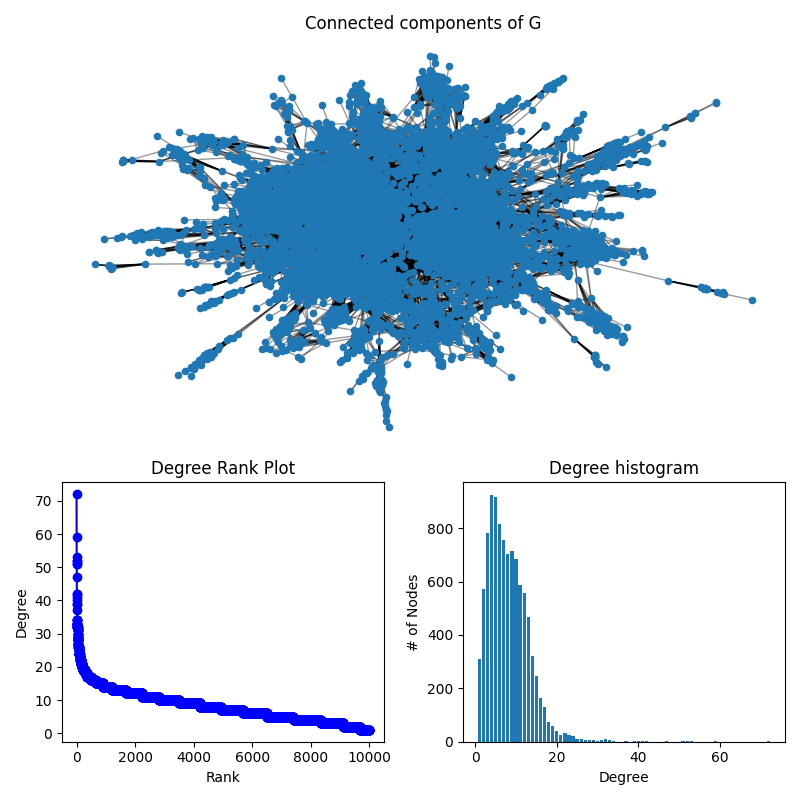 Connected components of G
Degree Rank Plot
Degree
70
60
50
40
30
20
10
0
0 2000 4000 6000 8000 10000
Rank
Degree histogram
# of Nodes
800
600
400
200
0
0 20 40 60
Degree